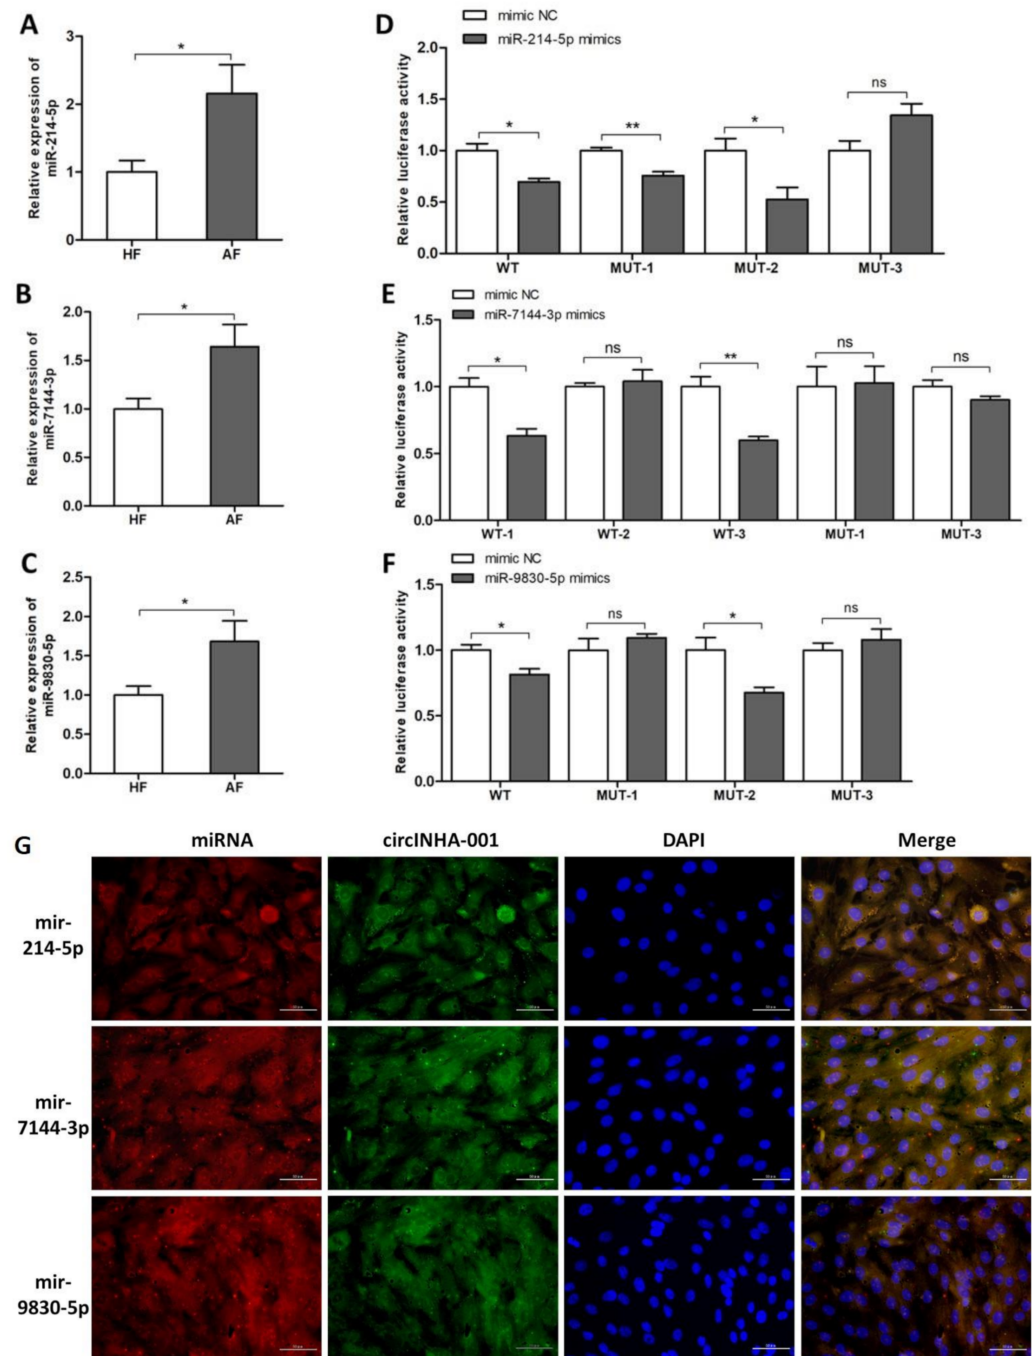 A
Relative expression of
miR-214-5p
3
2
1
0
*
HF
AF
D
mimic NC
miR-214-5p mimics
Relative luciferase activity
2.0
1.5
1.0
0.5
0.0
*
**
*
ns
WT
MUT-1
MUT-2
MUT-3
B
Relative expression of
miR-7144-3p
2.0
1.5
1.0
0.5
0.0
*
HF
AF
E
mimic NC
miR-7144-3p mimics
Relative luciferase activity
1.5
1.0
0.5
0.0
*
ns
**
ns
ns
WT-1
WT-2
WT-3
MUT-1
MUT-3
C
Relative expression of
miR-9830-5p
2.5
2.0
1.5
1.0
0.5
0.0
*
HF
AF
F
mimic NC
miR-9830-5p mimics
Relative luciferase activity
1.5
1.0
0.5
0.0
*
ns
*
ns
WT
MUT-1
MUT-2
MUT-3
G
miRNA
circINHA-001
DAPI
Merge
mir-
214-5p
mir-
7144-3p
mir-
9830-5p